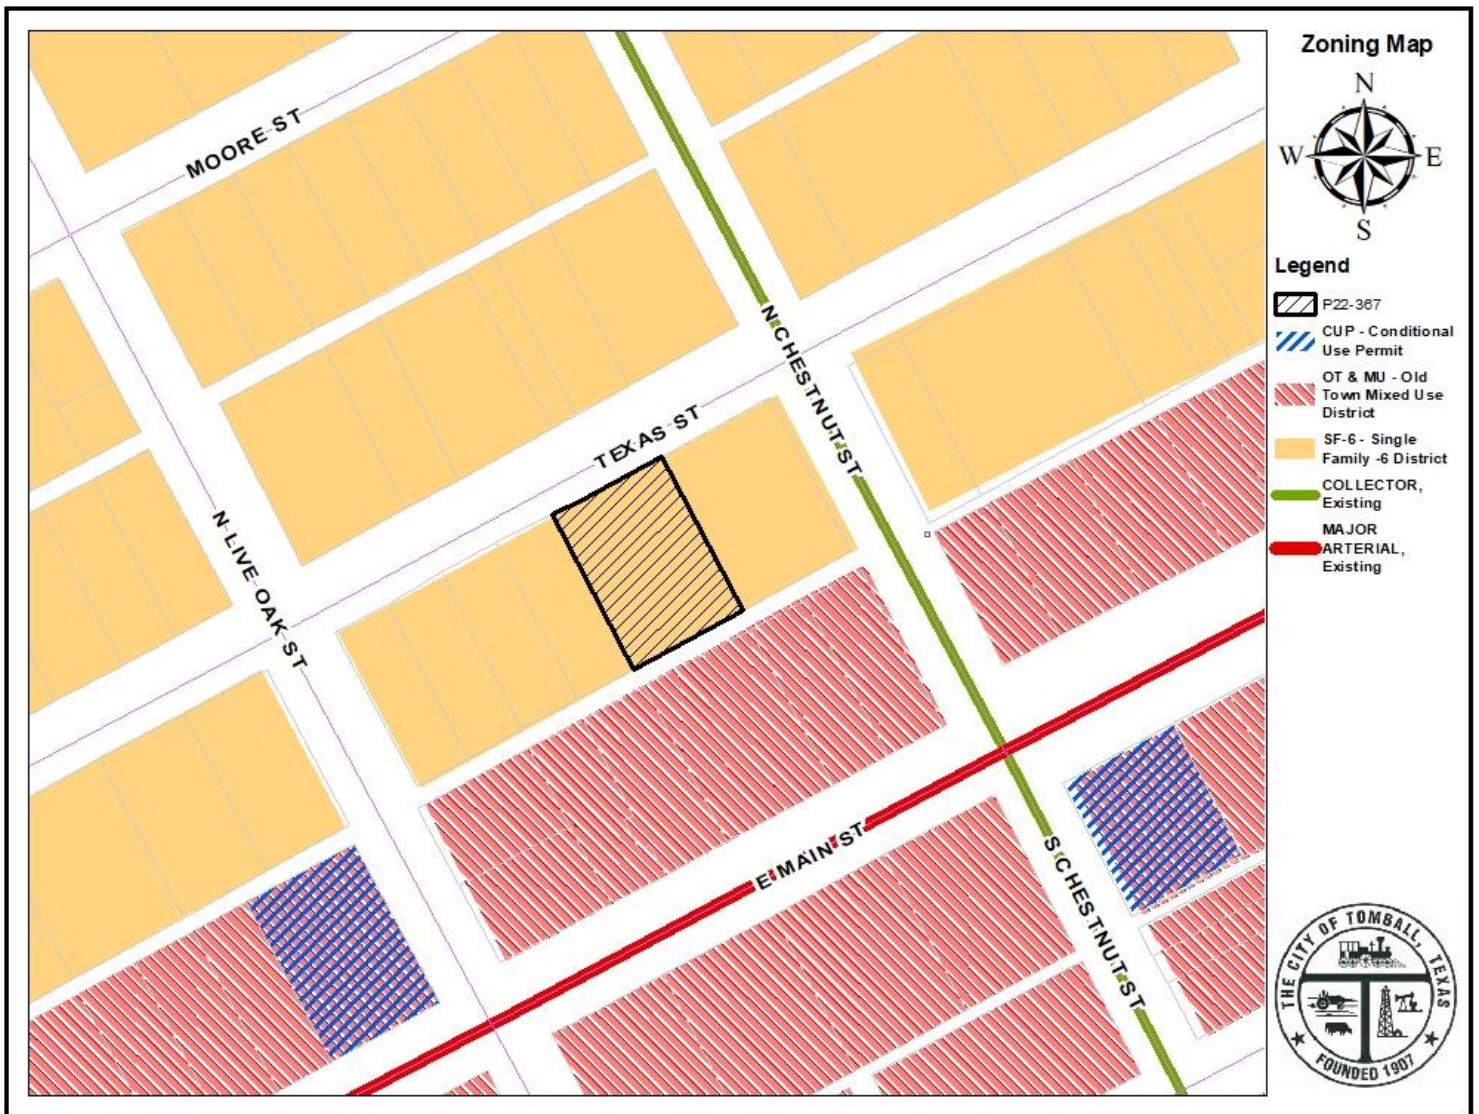 Zoning Map
N
W
E
S
Legend
P22-367
CUP - Conditional
Use Permit
OT & MU - Old
Town Mixed Use
District
SF-6 - Single
Family -6 District
COLLECTOR,
Existing
MAJOR
ARTERIAL,
Existing
MOORE ST
N CHESTNUT ST
TEXAS ST
N LIVE OAK ST
E MAIN ST
S CHESTNUT ST
THE CITY OF TOMBALL, TEXAS
FOUNDED 1907